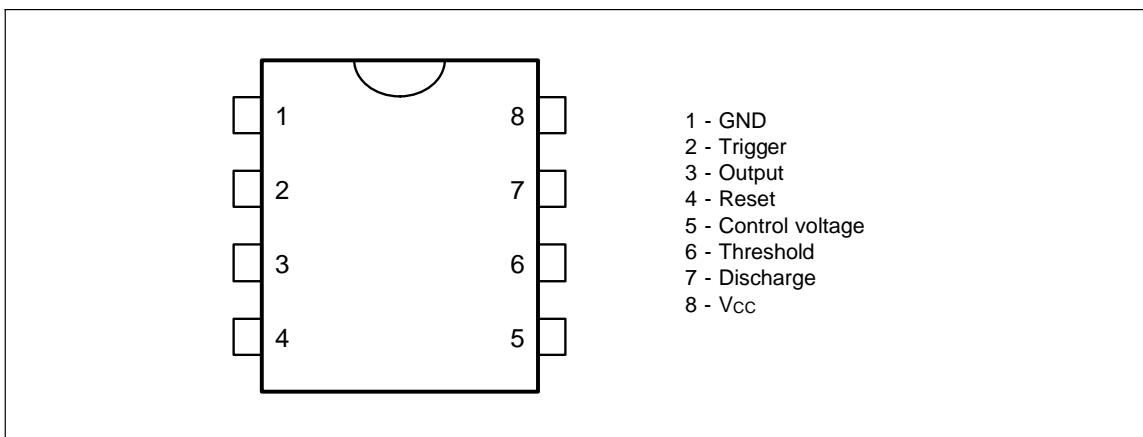 1 8
2 7
3 6
4 5
1 - GND
2 - Trigger
3 - Output
4 - Reset
5 - Control voltage
6 - Threshold
7 - Discharge
8 - VCC